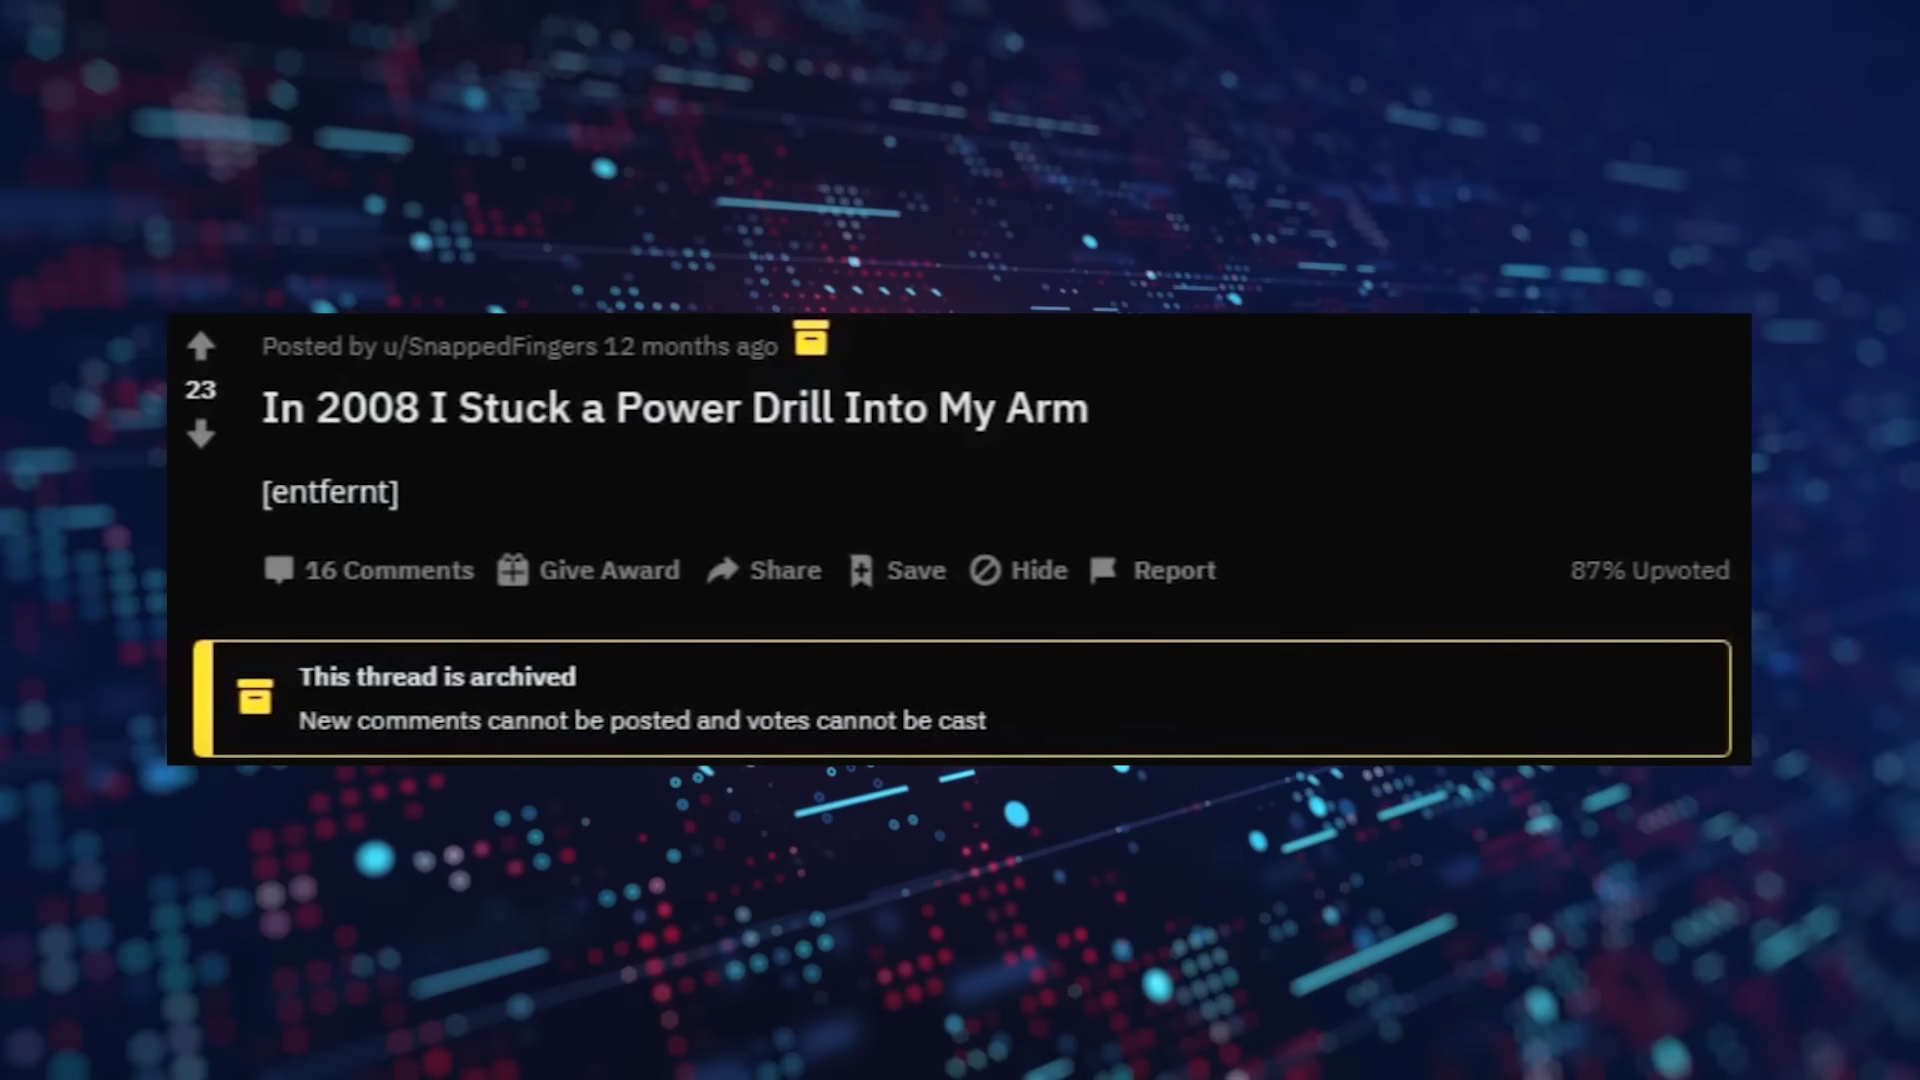 Posted by u/SnappedFingers 12 months ago
23
In 2008 I Stuck a Power Drill Into My Arm
[entfernt]
16 Comments Give Award Share Save Hide Report 87% Upvoted
This thread is archived
New comments cannot be posted and votes cannot be cast